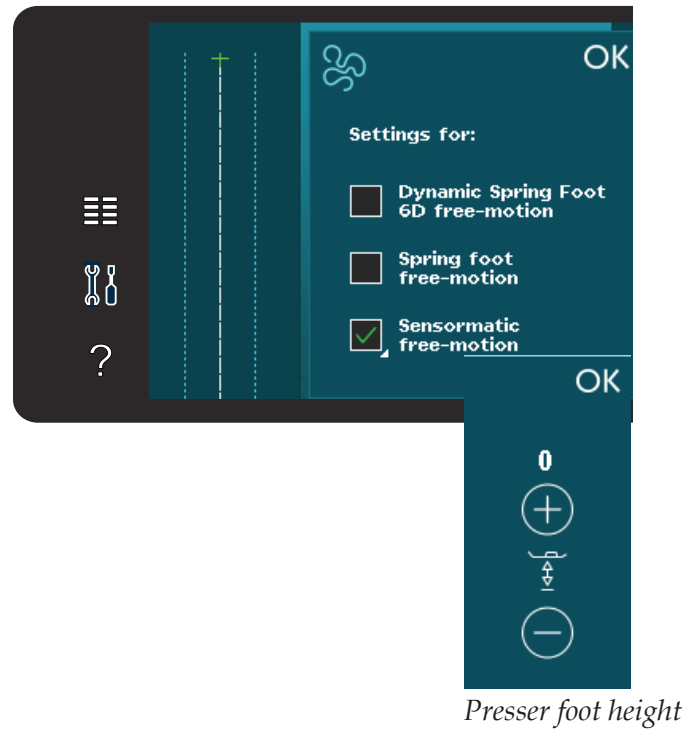 OK
Settings for:
Dynamic Spring Foot
6D free-motion
Spring foot
free-motion
Sensormatic
free-motion
?
OK
0
Presser foot height